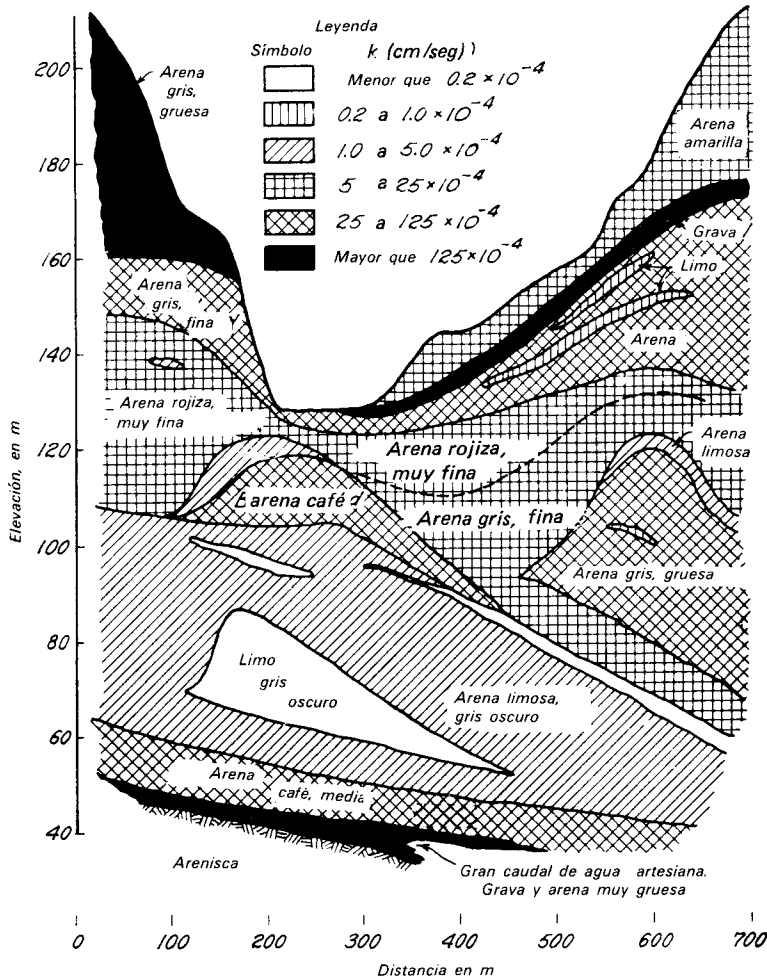 Leyenda
Símbolo k (cm/seg)
Menor que 0.2 × 10⁻⁴
0.2 a 1.0 × 10⁻⁴
1.0 a 5.0 × 10⁻⁴
5 a 25 × 10⁻⁴
25 a 125 × 10⁻⁴
Mayor que 125 × 10⁻⁴
Elevación, en m
200
180
160
140
120
100
80
60
40
Arena
gris,
gruesa
Arena
amarilla
Grava
Limo
Arena
gris,
fina
Arena
Arena rojiza,
muy fina
Arena rojiza,
muy fina
Arena
limosa
arena café
Arena gris, fina
Arena gris, gruesa
Limo
gris
oscuro
Arena limosa,
gris oscuro
Arena
cafè, media
Arenisca
Gran caudal de agua artesiana.
Grava y arena muy gruesa
0 100 200 300 400 500 600 700
Distancia en m